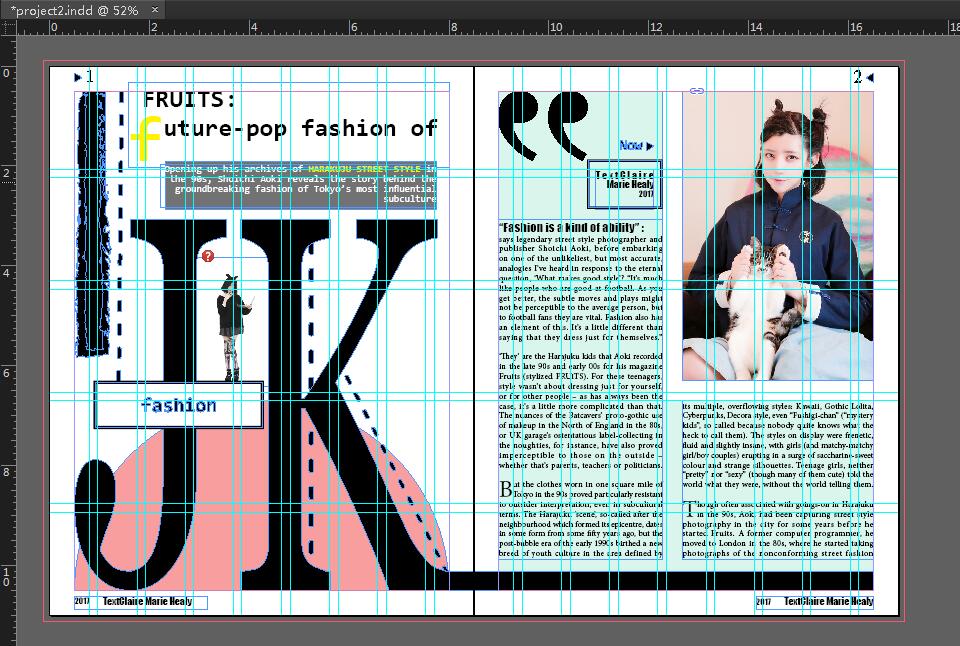 *project2.indd @ 52% ×
0 2 4 6 8 10 12 14 16 18
0
2
4
6
8
10
1
2
FRUITS:
future-pop fashion of
Opening up his archives of HARAKUJU STREET STYLE in
the 90s, Shoichi Aoki reveals the story behind the
groundbreaking fashion of Tokyo's most influential
subculture
JK
?
fashion
2017 TextClaire Marie Healy
Now
TextClaire
Marie Healy
2017
“Fashion is a kind of ability” :
says legendary street style photographer and
publisher Shoichi Aoki, before embarking
on one of the unlikeliest, but most accurate,
analogies I've heard in response to the eternal
question, “What makes good style”? “It's much
like people who are good at football. As you
get better, the subtle moves and plays might
not be perceptible to the average person, but
to football fans they are vital. Fashion also has
an element of this. It's a little different than
saying that they dress just for themselves.”
'They' are the Harajuku kids that Aoki recorded
in the late 90s and early 00s for his magazine
Fruits (stylized FRUiTS). For these teenagers,
style wasn't about dressing just for yourself,
or for other people – as has always been the
case, it's a little more complicated than that.
The nuances of the Batcavers' proto-gothic use
of makeup in the North of England in the 80s,
or UK garage's ostentatious label-collecting in
the noughties, for instance, have also proved
imperceptible to those on the outside –
whether that's parents, teachers or politicians.
But the clothes worn in one square mile of
Tokyo in the 90s proved particularly resistant
to outsider interpretation, even in subcultural
terms. The Harajuku 'scene, so-called after the
neighbourhood which formed its epicentre, dates
in some form from some fifty years ago, but the
post-bubble era of the early 1990s birthed a new
breed of youth culture in the area defined by
its multiple, overflowing styles: Kawaii, Gothic Lolita,
Cyberpunks, Decora style, even “Fuhigi-chan” (“mystery
kids”, so called because nobody quite knows what the
heck to call them). The styles on display were frenetic,
fluid and slightly insane, with girls (and matchy-matchy
girl/boy couples) erupting in a surge of saccharine-sweet
colour and strange silhouettes. Teenage girls, neither
“pretty” nor “sexy” (though many of them cute) told the
world what they were, without the world telling them.
Though often associated with goings-on in Harajuku
in the 90s, Aoki had been capturing street style
photography in the city for some years before he
started Fruits. A former computer programmer, he
moved to London in the 80s, where he started taking
photographs of the nonconforming street fashion
2017 TextClaire Marie Healy